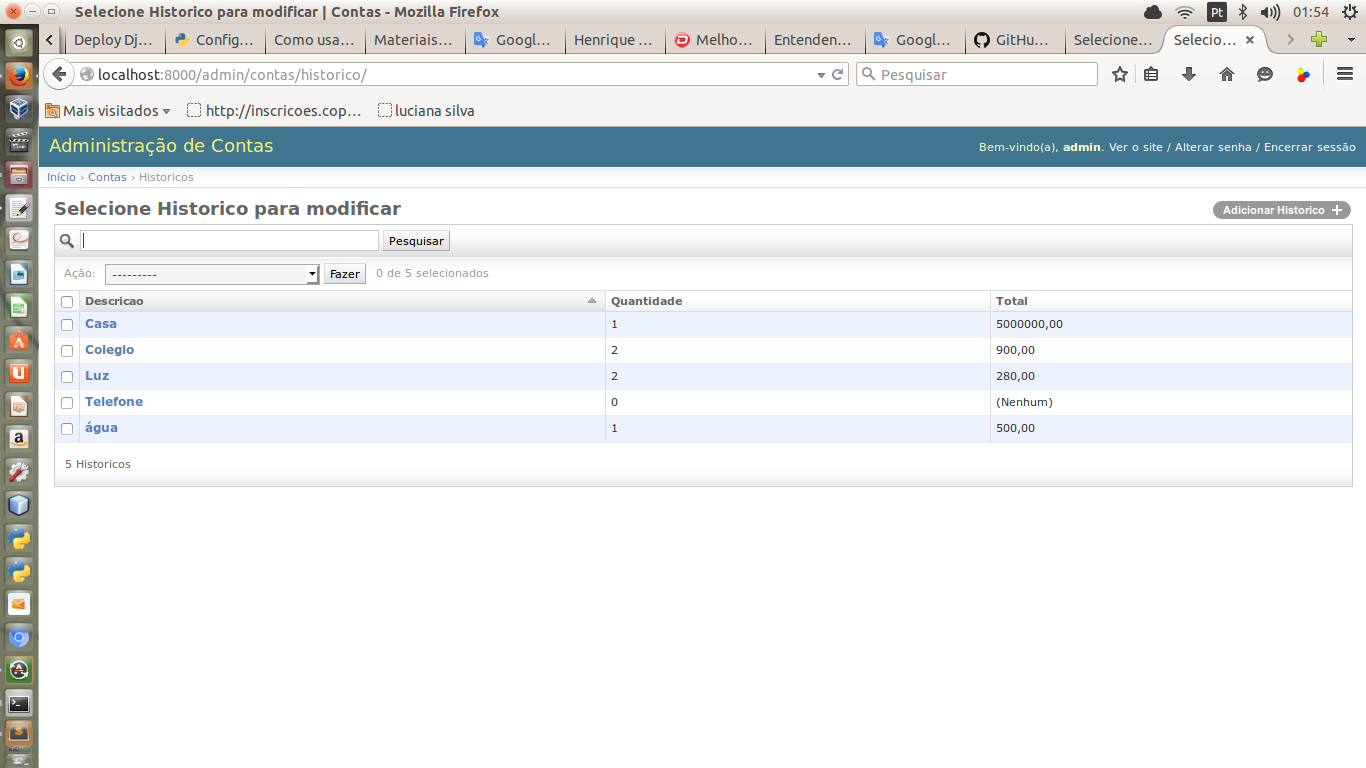 Selecione Historico para modificar | Contas - Mozilla Firefox
Pt 01:54
Deploy Dj... Config... Como usa... Materiais... Googl... Henrique ... Melho... Entenden... Googl... GitHu... Selecione... Selecio...
localhost:8000/admin/contas/historico/ Pesquisar
Mais visitados http://inscricoes.cop... luciana silva
Administração de Contas Bem-vindo(a), admin. Ver o site / Alterar senha / Encerrar sessão
Início › Contas › Historicos
Selecione Historico para modificar Adicionar Historico
Pesquisar
Ação: --------- Fazer 0 de 5 selecionados
Descricao Quantidade Total
Casa 1 5000000,00
Colegio 2 900,00
Luz 2 280,00
Telefone 0 (Nenhum)
água 1 500,00
5 Historicos